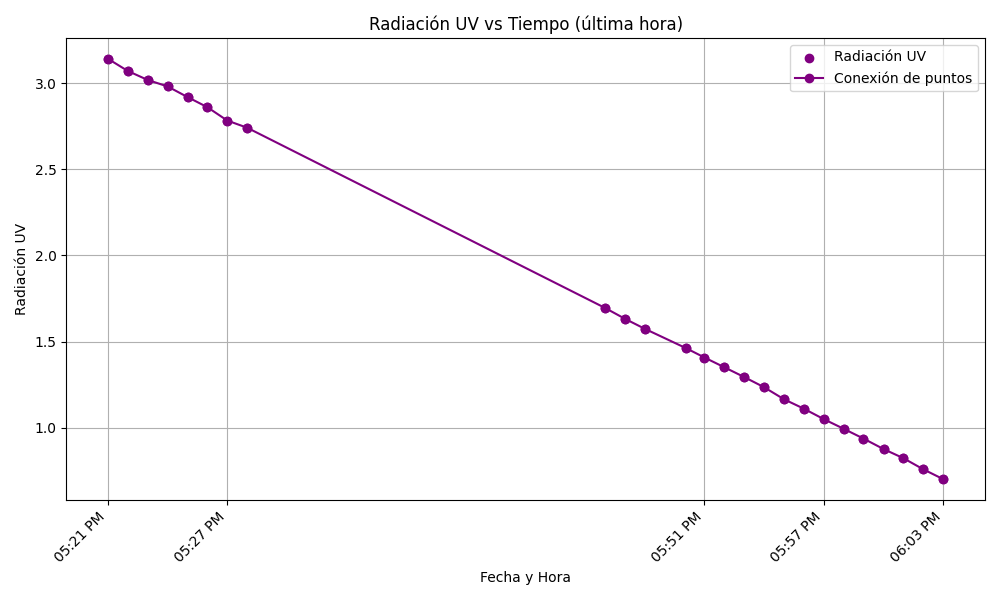 Radiación UV vs Tiempo (última hora)
Radiación UV
Conexión de puntos
Radiación UV
3.0
2.5
2.0
1.5
1.0
05:21 PM
05:27 PM
05:51 PM
05:57 PM
06:03 PM
Fecha y Hora